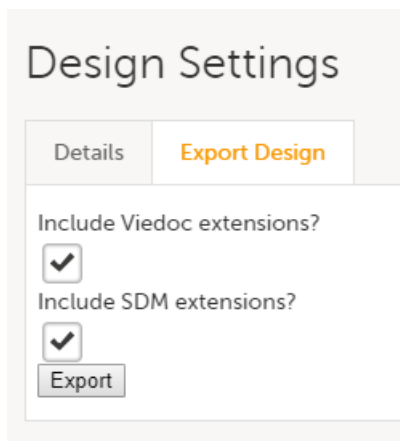 Design Settings
Details Export Design
Include Viedoc extensions?
Include SDM extensions?
Export